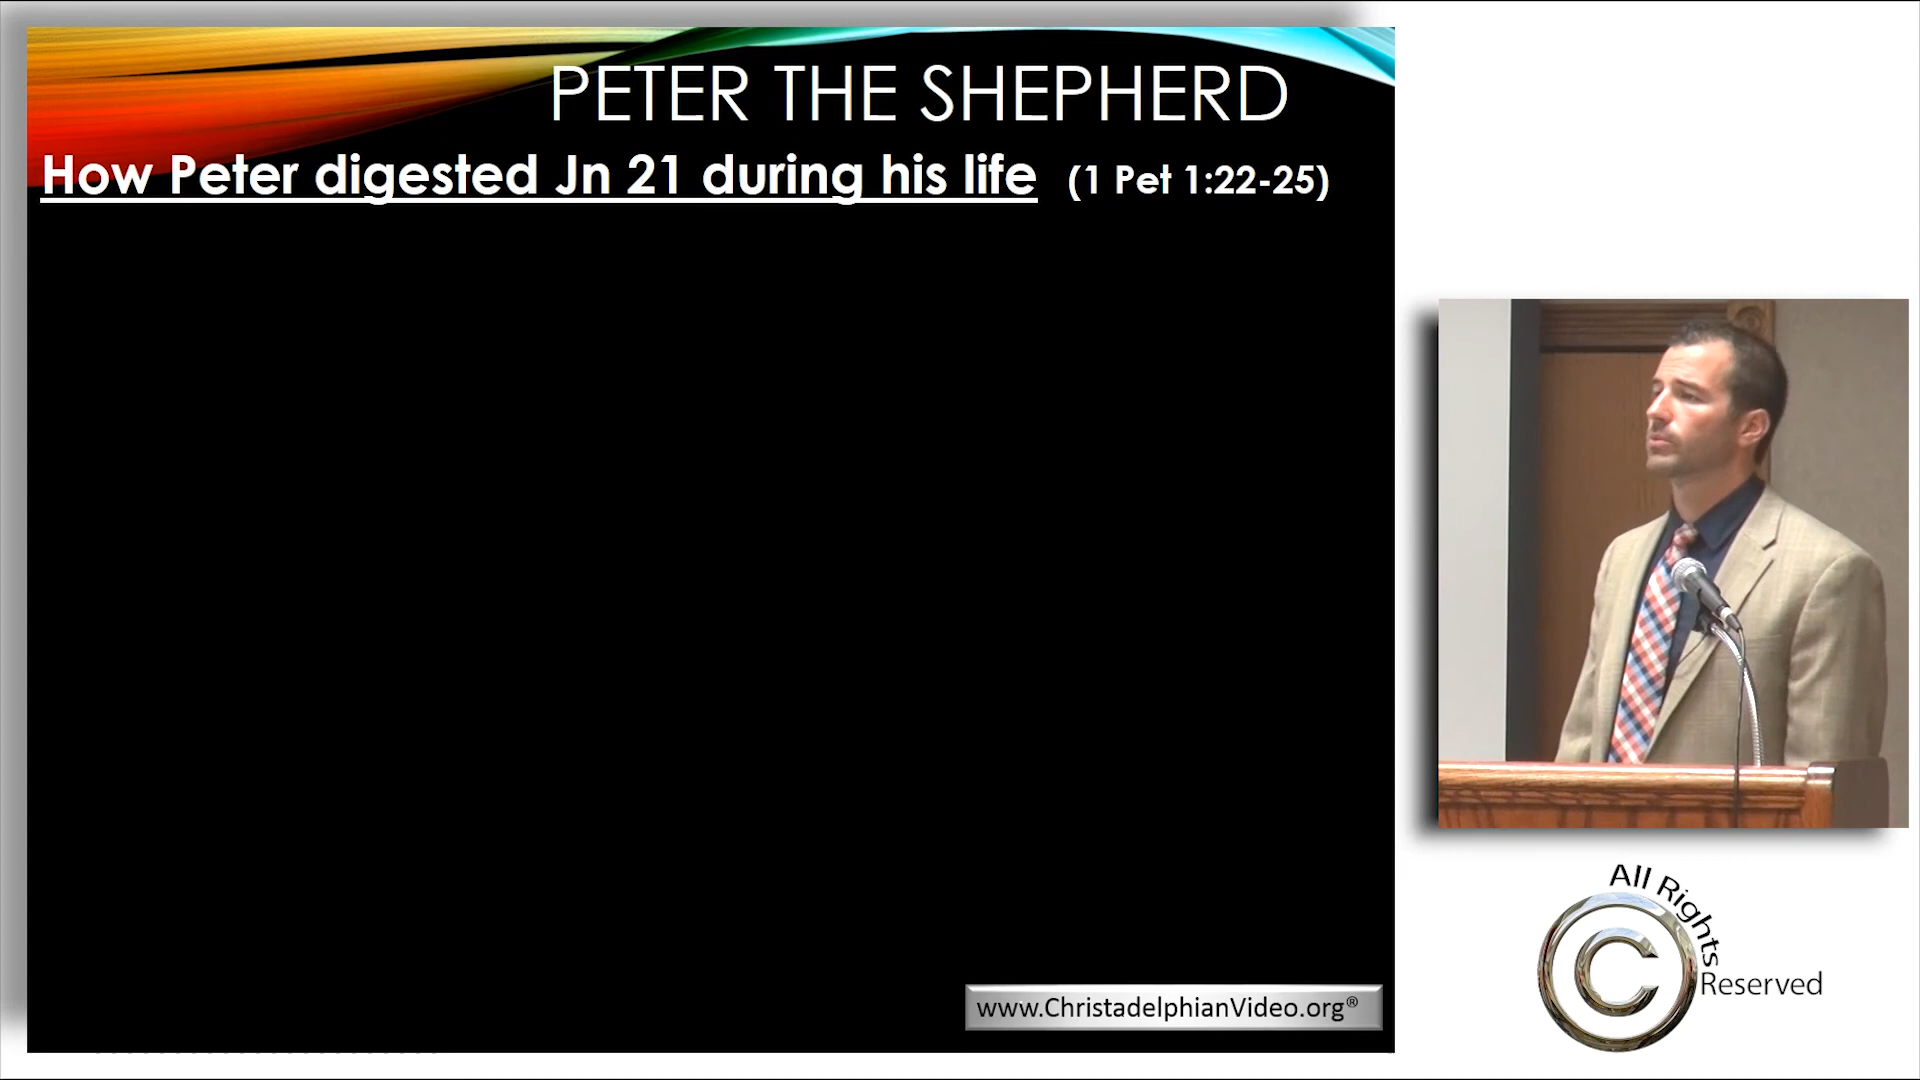 PETER THE SHEPHERD
How Peter digested Jn 21 during his life (1 Pet 1:22-25)
www.ChristadelphianVideo.org®
All Rights
Reserved